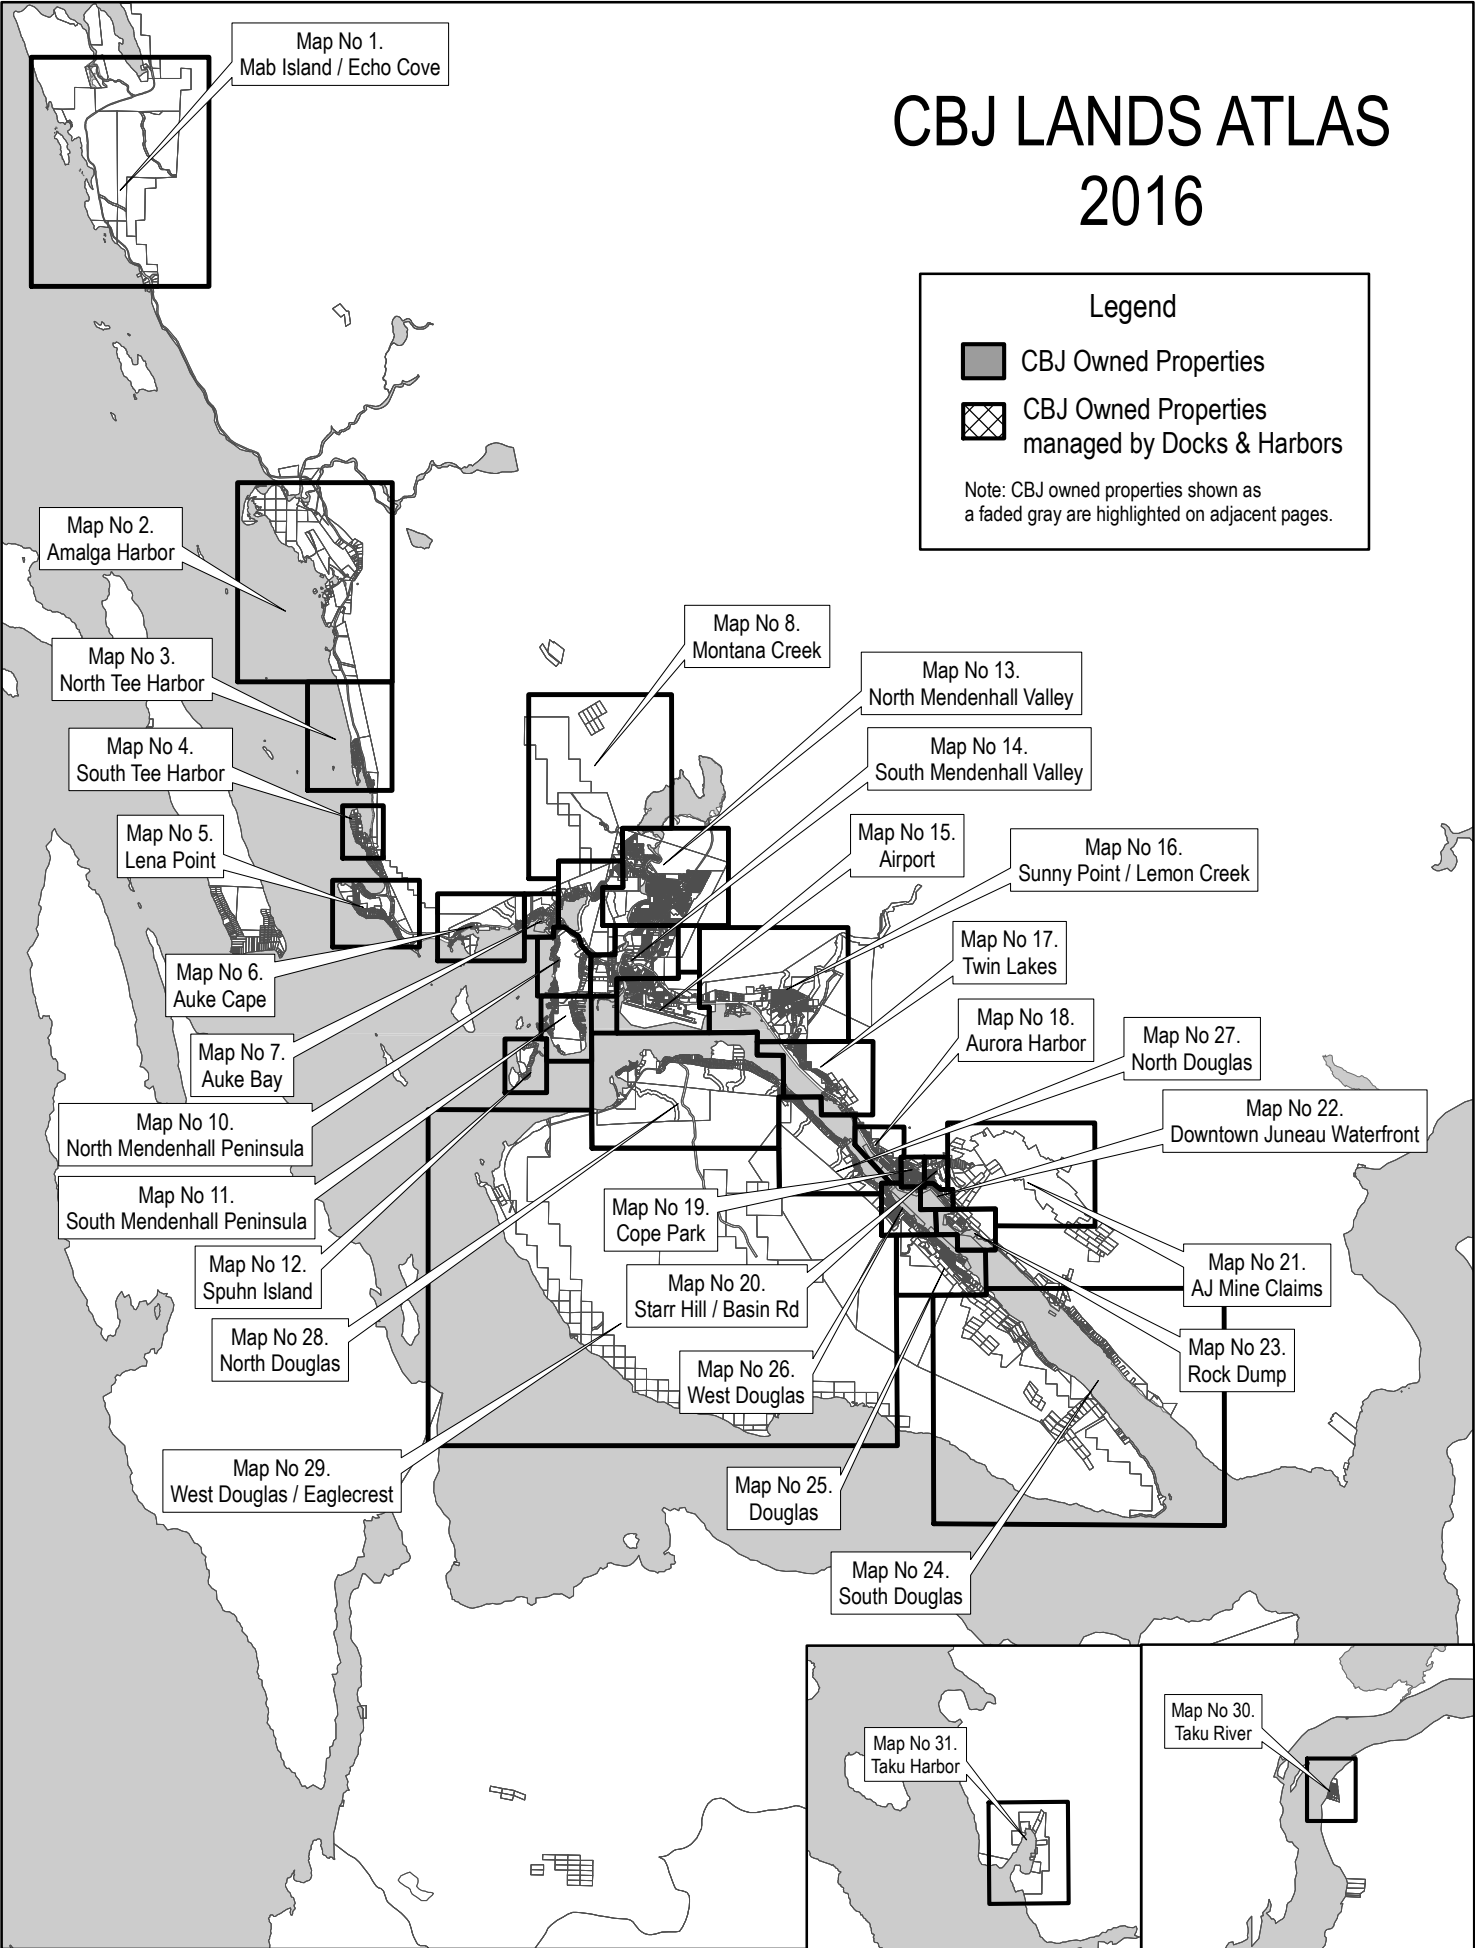 CBJ LANDS ATLAS
2016
Legend
CBJ Owned Properties
CBJ Owned Properties
managed by Docks & Harbors
Note: CBJ owned properties shown as
a faded gray are highlighted on adjacent pages.
Map No 1.
Mab Island / Echo Cove
Map No 2.
Amalga Harbor
Map No 3.
North Tee Harbor
Map No 4.
South Tee Harbor
Map No 5.
Lena Point
Map No 6.
Auke Cape
Map No 7.
Auke Bay
Map No 8.
Montana Creek
Map No 10.
North Mendenhall Peninsula
Map No 11.
South Mendenhall Peninsula
Map No 12.
Spuhn Island
Map No 13.
North Mendenhall Valley
Map No 14.
South Mendenhall Valley
Map No 15.
Airport
Map No 16.
Sunny Point / Lemon Creek
Map No 17.
Twin Lakes
Map No 18.
Aurora Harbor
Map No 27.
North Douglas
Map No 22.
Downtown Juneau Waterfront
Map No 19.
Cope Park
Map No 20.
Starr Hill / Basin Rd
Map No 21.
AJ Mine Claims
Map No 23.
Rock Dump
Map No 26.
West Douglas
Map No 28.
North Douglas
Map No 29.
West Douglas / Eaglecrest
Map No 25.
Douglas
Map No 24.
South Douglas
Map No 31.
Taku Harbor
Map No 30.
Taku River